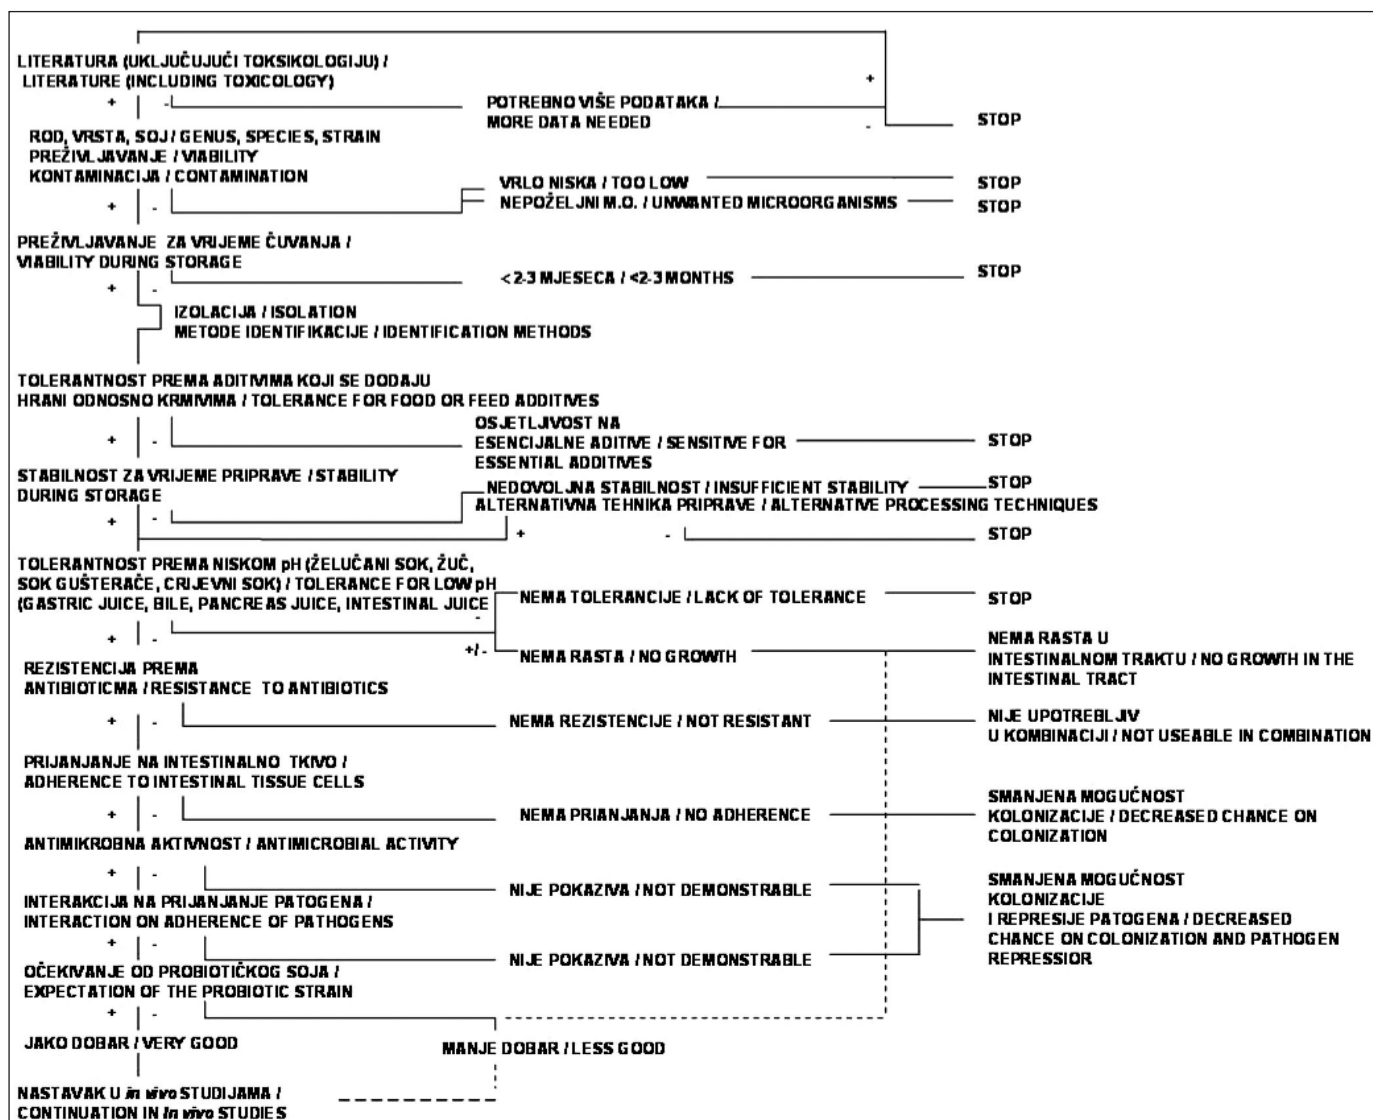 LITERATURA (UKLJUČUJUĆI TOKSIKOLOGIJU) /
LITERATURE (INCLUDING TOXICOLOGY)
+
+ -
POTREBNO VIŠE PODATAKA /
MORE DATA NEEDED
-
STOP
ROD, VRSTA, SOJ / GENUS, SPECIES, STRAIN
PREŽIVLJAVANJE / VIABILITY
KONTAMINACIJA / CONTAMINATION
+ -
VRLO NISKA / TOO LOW
STOP
NEPOŽELJNI M.O. / UNWANTED MICROORGANISMS
STOP
PREŽIVLJAVANJE ZA VRIJEME ČUVANJA /
VIABILITY DURING STORAGE
+ -
< 2-3 MJESECA / <2-3 MONTHS
STOP
IZOLACIJA / ISOLATION
METODE IDENTIFIKACIJE / IDENTIFICATION METHODS
TOLERANTNOST PREMA ADITIVIMA KOJI SE DODAJU
HRANI ODNOSNO KRMIVIMA / TOLERANCE FOR FOOD OR FEED ADDITIVES
+ -
OSJETLJIVOST NA
ESENCIJALNE ADITIVE / SENSITIVE FOR
ESSENTIAL ADDITIVES
STOP
STABILNOST ZA VRIJEME PRIPRAVE / STABILITY
DURING STORAGE
+ -
NEDOVOLJNA STABILNOST / INSUFFICIENT STABILITY
STOP
ALTERNATIVNA TEHNIKA PRIPRAVE / ALTERNATIVE PROCESSING TECHNIQUES
+ -
STOP
TOLERANTNOST PREMA NISKOM pH (ŽELUČANI SOK, ŽUČ,
SOK GUŠTERAČE, CRIJEVNI SOK) / TOLERANCE FOR LOW pH
(GASTRIC JUICE, BILE, PANCREAS JUICE, INTESTINAL JUICE
+ -
-
NEMA TOLERANCIJE / LACK OF TOLERANCE
STOP
+/-
NEMA RASTA / NO GROWTH
NEMA RASTA U
INTESTINALNOM TRAKTU / NO GROWTH IN THE
INTESTINAL TRACT
REZISTENCIJA PREMA
ANTIBIOTICMA / RESISTANCE TO ANTIBIOTICS
+ -
NEMA REZISTENCIJE / NOT RESISTANT
NIJE UPOTREBLJIV
U KOMBINACIJI / NOT USEABLE IN COMBINATION
PRIJANJANJE NA INTESTINALNO TKIVO /
ADHERENCE TO INTESTINAL TISSUE CELLS
+ -
NEMA PRIANJANJA / NO ADHERENCE
SMANJENA MOGUĆNOST
KOLONIZACIJE / DECREASED CHANCE ON
COLONIZATION
ANTIMIKROBNA AKTIVNOST / ANTIMICROBIAL ACTIVITY
+ -
NIJE POKAZIVA / NOT DEMONSTRABLE
SMANJENA MOGUĆNOST
KOLONIZACIJE
I REPRESIJE PATOGENA / DECREASED
CHANCE ON COLONIZATION AND PATHOGEN
REPRESSIOR
INTERAKCIJA NA PRIJANJANJE PATOGENA /
INTERACTION ON ADHERENCE OF PATHOGENS
+ -
NIJE POKAZIVA / NOT DEMONSTRABLE
OČEKIVANJE OD PROBIOTIČKOG SOJA /
EXPECTATION OF THE PROBIOTIC STRAIN
+ -
JAKO DOBAR / VERY GOOD
MANJE DOBAR / LESS GOOD
NASTAVAK U in vivo STUDIJAMA /
CONTINUATION IN in vivo STUDIES